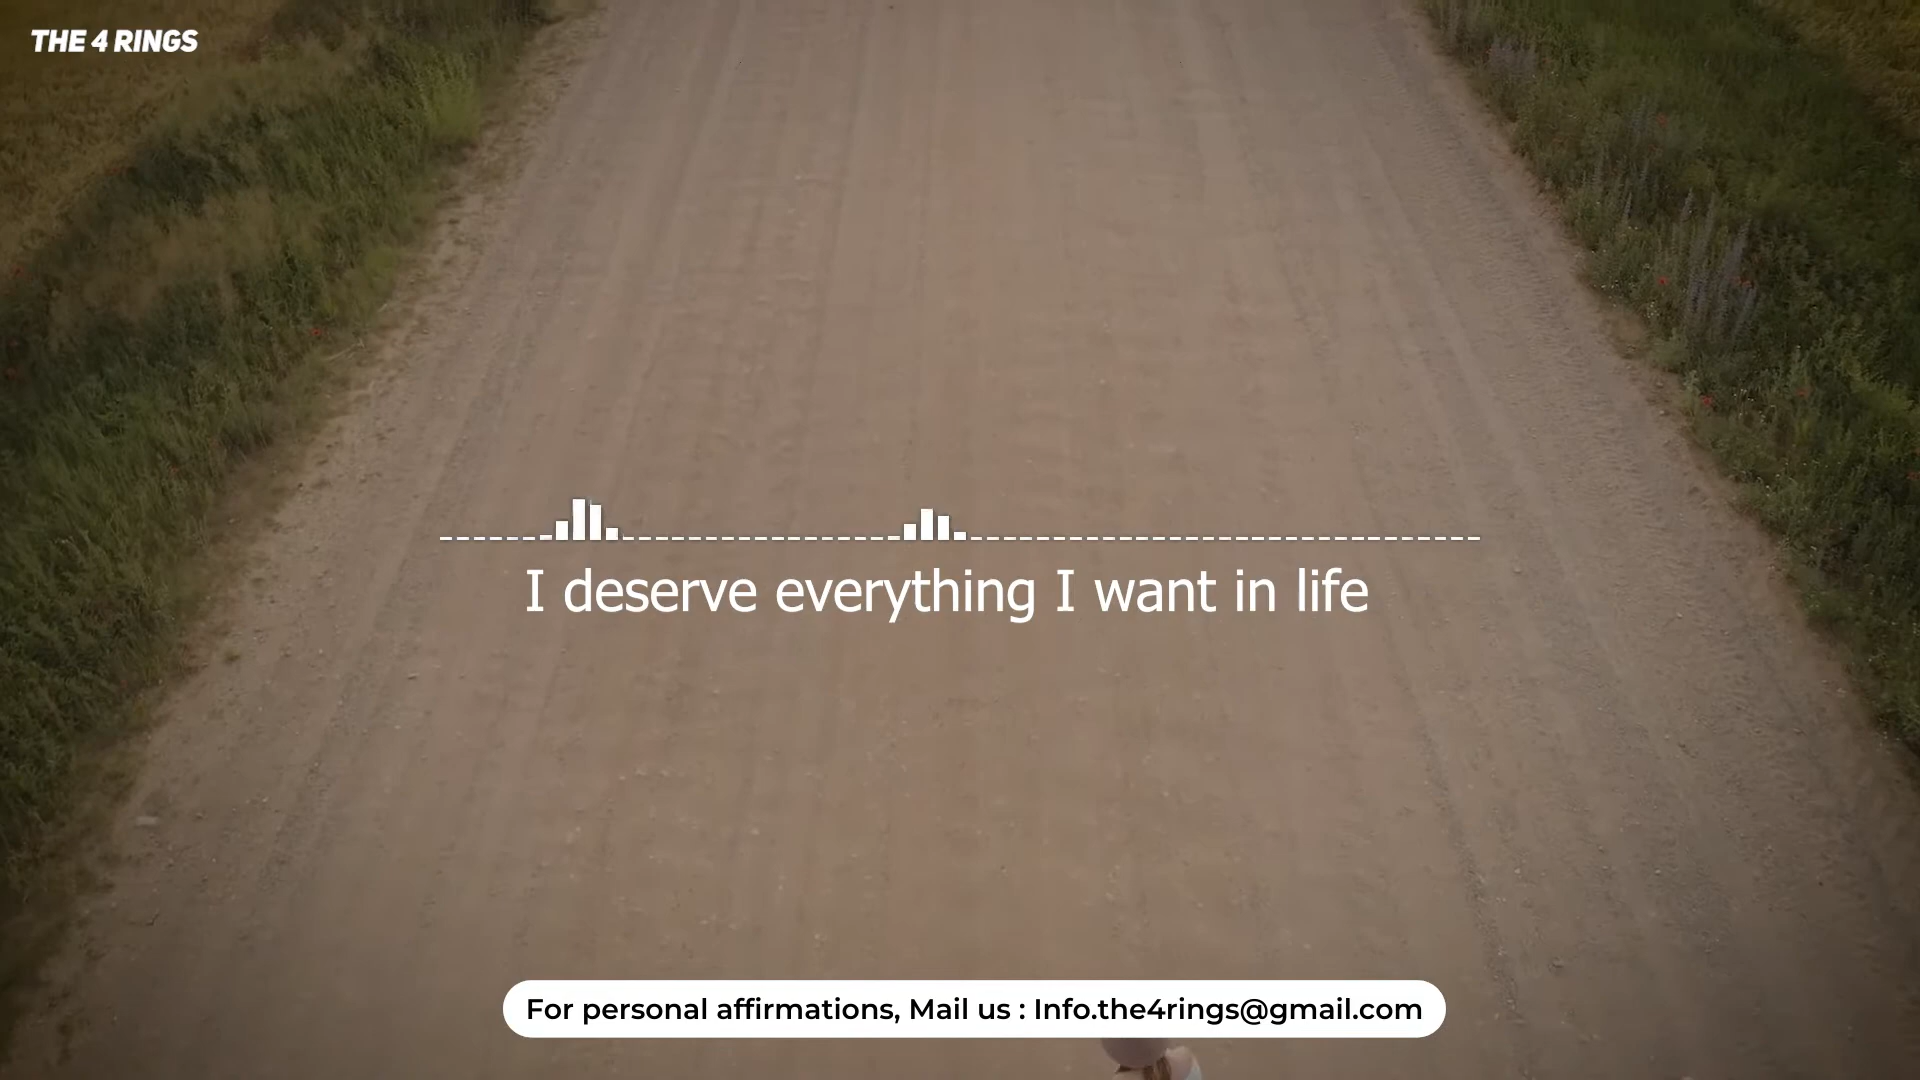 THE 4 RINGS
I deserve everything I want in life
For personal affirmations, Mail us : Info.the4rings@gmail.com